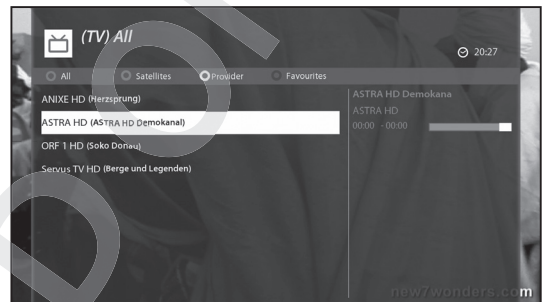 (TV) All
20:27
All Satellites Provider Favourites
ANIXE HD (Herzsprung)
ASTRA HD (ASTRA HD Demokanal)
ORF 1 HD (Soko Donau)
Servus TV HD (Berge und Legenden)
ASTRA HD Demokana
ASTRA HD
00:00 - 00:00
new7wonders.com